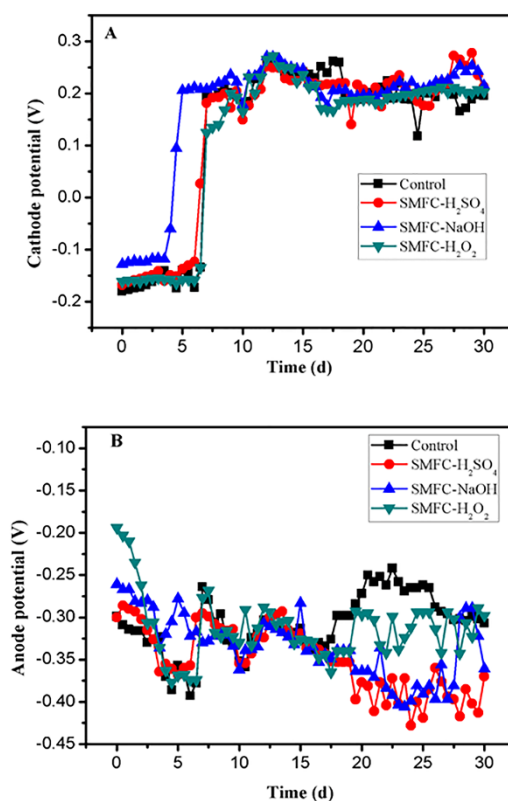 A
0.3
0.2
0.1
0.0
-0.1
-0.2
Cathode potential (V)
Control
SMFC-H₂SO₄
SMFC-NaOH
SMFC-H₂O₂
0 5 10 15 20 25 30
Time (d)
B
-0.10
-0.15
-0.20
-0.25
-0.30
-0.35
-0.40
-0.45
Anode potential (V)
Control
SMFC-H₂SO₄
SMFC-NaOH
SMFC-H₂O₂
0 5 10 15 20 25 30
Time (d)